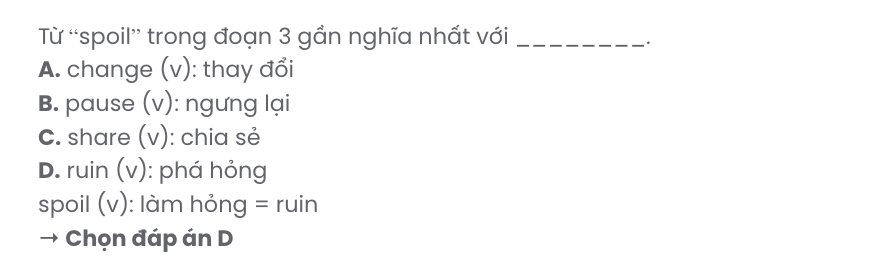 Từ “spoil” trong đoạn 3 gần nghĩa nhất với ________.
A. change (v): thay đổi
B. pause (v): ngưng lại
C. share (v): chia sẻ
D. ruin (v): phá hỏng
spoil (v): làm hỏng = ruin
→ Chọn đáp án D